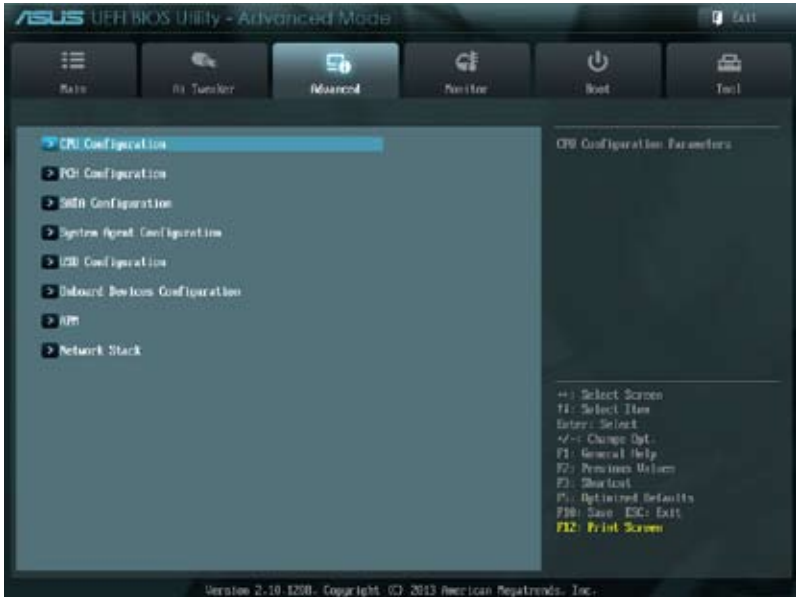 ASUS UEFI BIOS Utility - Advanced Mode
Exit
Main
Ai Tweaker
Advanced
Monitor
Boot
Tool
CPU Configuration
CPU Configuration Parameters
PCH Configuration
SATA Configuration
System Agent Configuration
USB Configuration
Onboard Devices Configuration
APM
Network Stack
→←: Select Screen
↑↓: Select Item
Enter: Select
+/-: Change Opt.
F1: General Help
F2: Previous Values
F3: Shortcut
F5: Optimized Defaults
F10: Save ESC: Exit
F12: Print Screen
Version 2.10.1208. Copyright (C) 2013 American Megatrends, Inc.